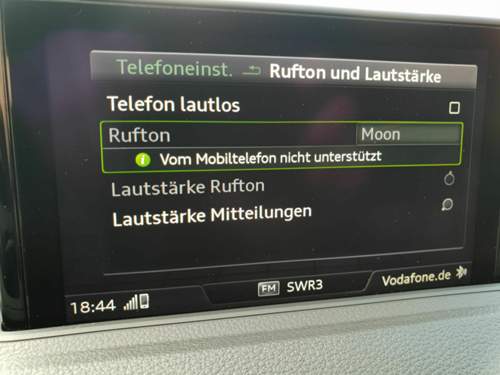 Telefoneinst. Rufton und Lautstärke
Telefon lautlos
Rufton Moon
i Vom Mobiltelefon nicht unterstützt
Lautstärke Rufton
Lautstärke Mitteilungen
18:44 FM SWR3 Vodafone.de